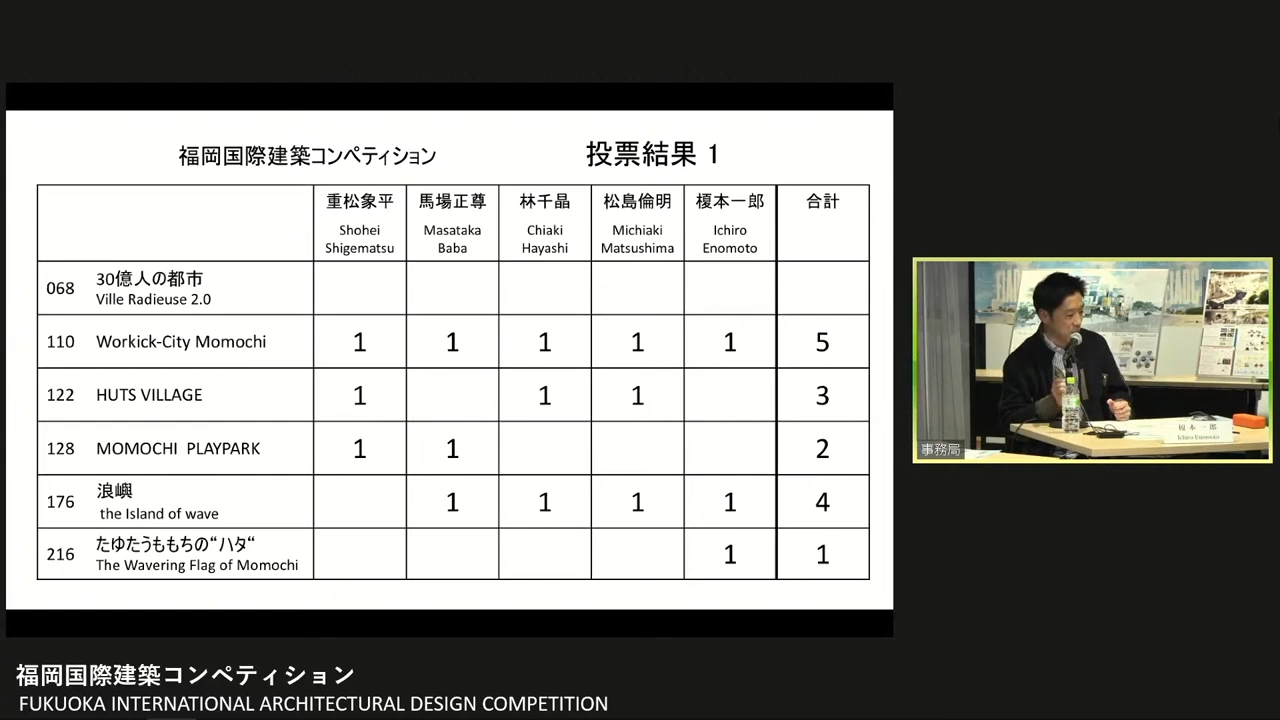 福岡国際建築コンペティション 投票結果 1
重松象平 馬場正尊 林千晶 松島倫明 榎本一郎 合計
Shohei Masataka Chiaki Michiaki Ichiro
Shigematsu Baba Hayashi Matsushima Enomoto
068 30億人の都市
Ville Radieuse 2.0
110 Workick-City Momochi 1 1 1 1 1 5
122 HUTS VILLAGE 1 1 1 3
128 MOMOCHI PLAYPARK 1 1 2
176 浪嶼
the Island of wave 1 1 1 1 4
216 たゆたうももちの“ハタ“
The Wavering Flag of Momochi 1 1
事務局
榎本一郎
Ichiro Enomoto
福岡国際建築コンペティション
FUKUOKA INTERNATIONAL ARCHITECTURAL DESIGN COMPETITION